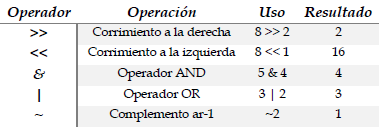 Operador Operación Uso Resultado
>> Corrimiento a la derecha 8 >> 2 2
<< Corrimiento a la izquierda 8 << 1 16
& Operador AND 5 & 4 4
| Operador OR 3 | 2 3
~ Complemento ar-1 ~2 1